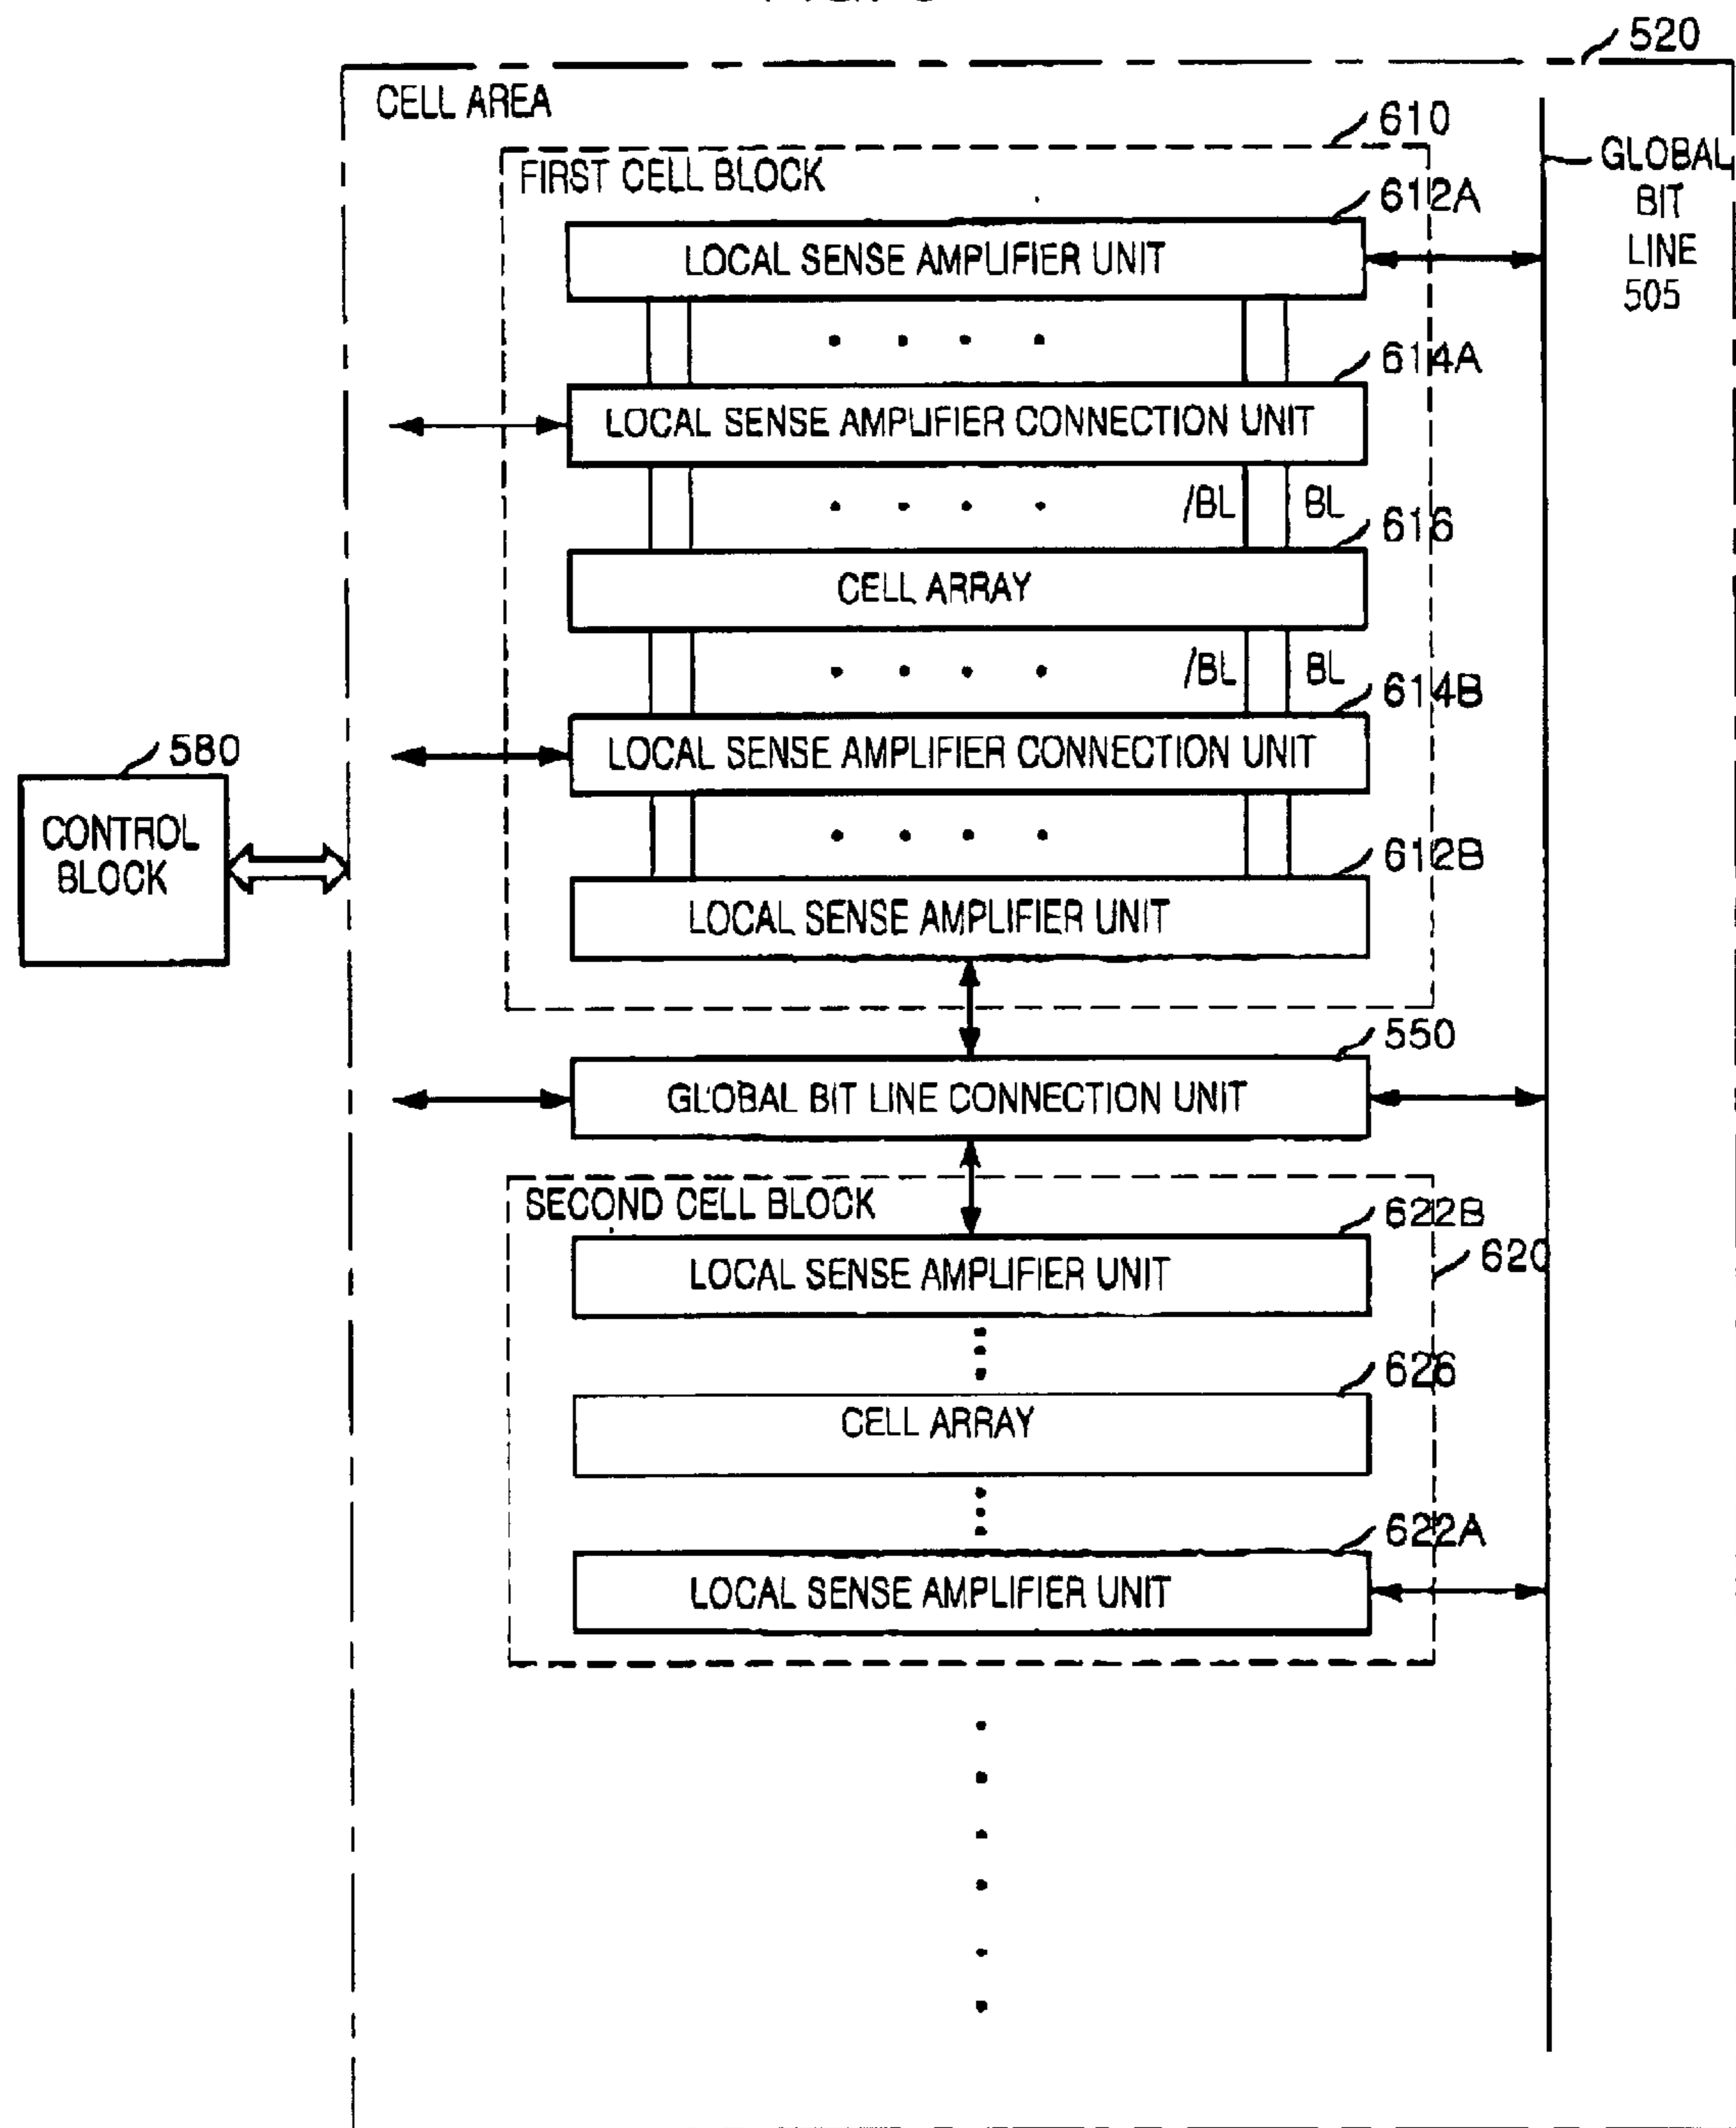 520
CELL AREA
610
FIRST CELL BLOCK
GLOBAL
BIT
LINE
505
612A
LOCAL SENSE AMPLIFIER UNIT
614A
LOCAL SENSE AMPLIFIER CONNECTION UNIT
/BL BL
616
CELL ARRAY
/BL BL
614B
LOCAL SENSE AMPLIFIER CONNECTION UNIT
580
CONTROL
BLOCK
612B
LOCAL SENSE AMPLIFIER UNIT
550
GLOBAL BIT LINE CONNECTION UNIT
SECOND CELL BLOCK
622B
620
LOCAL SENSE AMPLIFIER UNIT
626
CELL ARRAY
622A
LOCAL SENSE AMPLIFIER UNIT